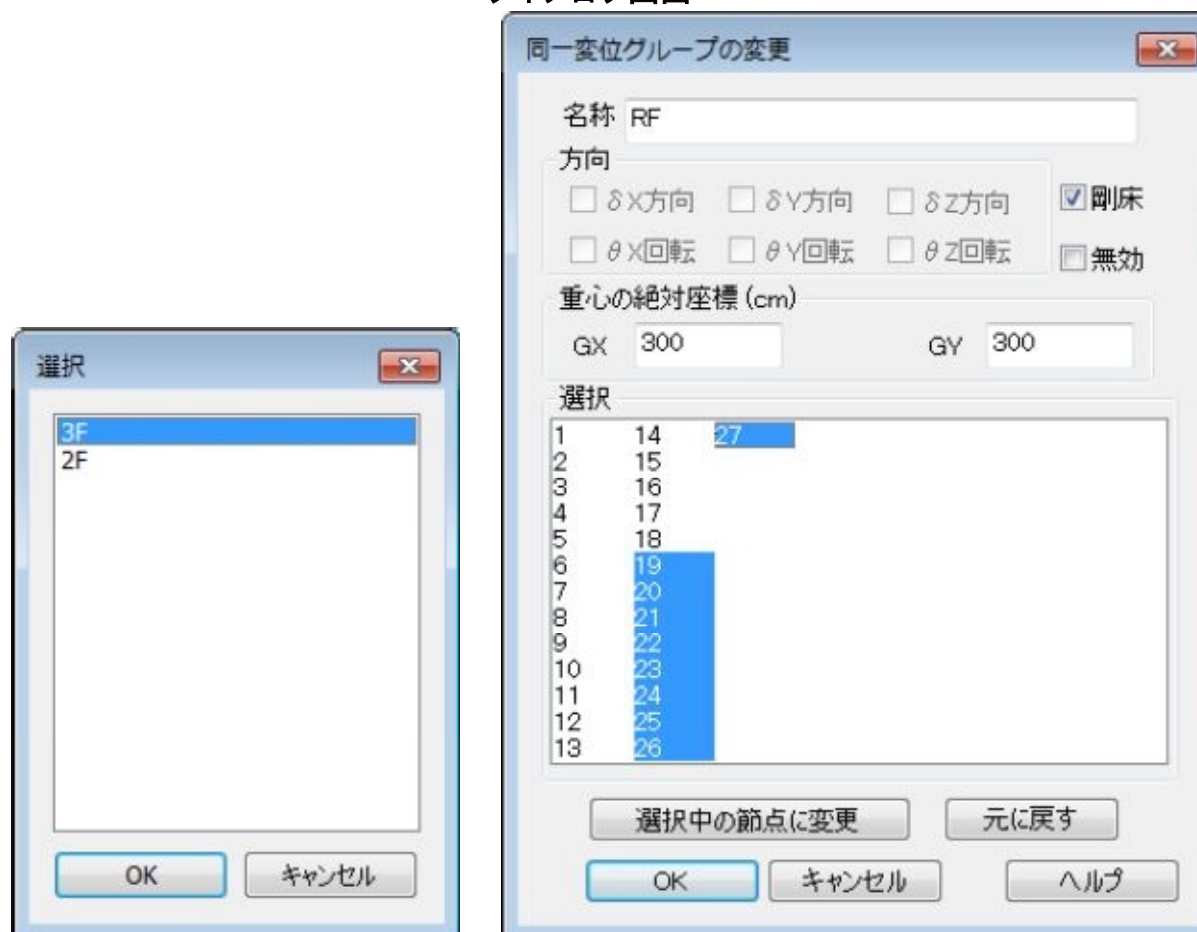 選択
3F
2F
OK キャンセル
同一変位グループの変更
名称 RF
方向
δX方向 δY方向 δZ方向 剛床
θX回転 θY回転 θZ回転 無効
重心の絶対座標(cm)
GX 300 GY 300
選択
1 14 27
2 15
3 16
4 17
5 18
6 19
7 20
8 21
9 22
10 23
11 24
12 25
13 26
選択中の節点に変更 元に戻す
OK キャンセル ヘルプ